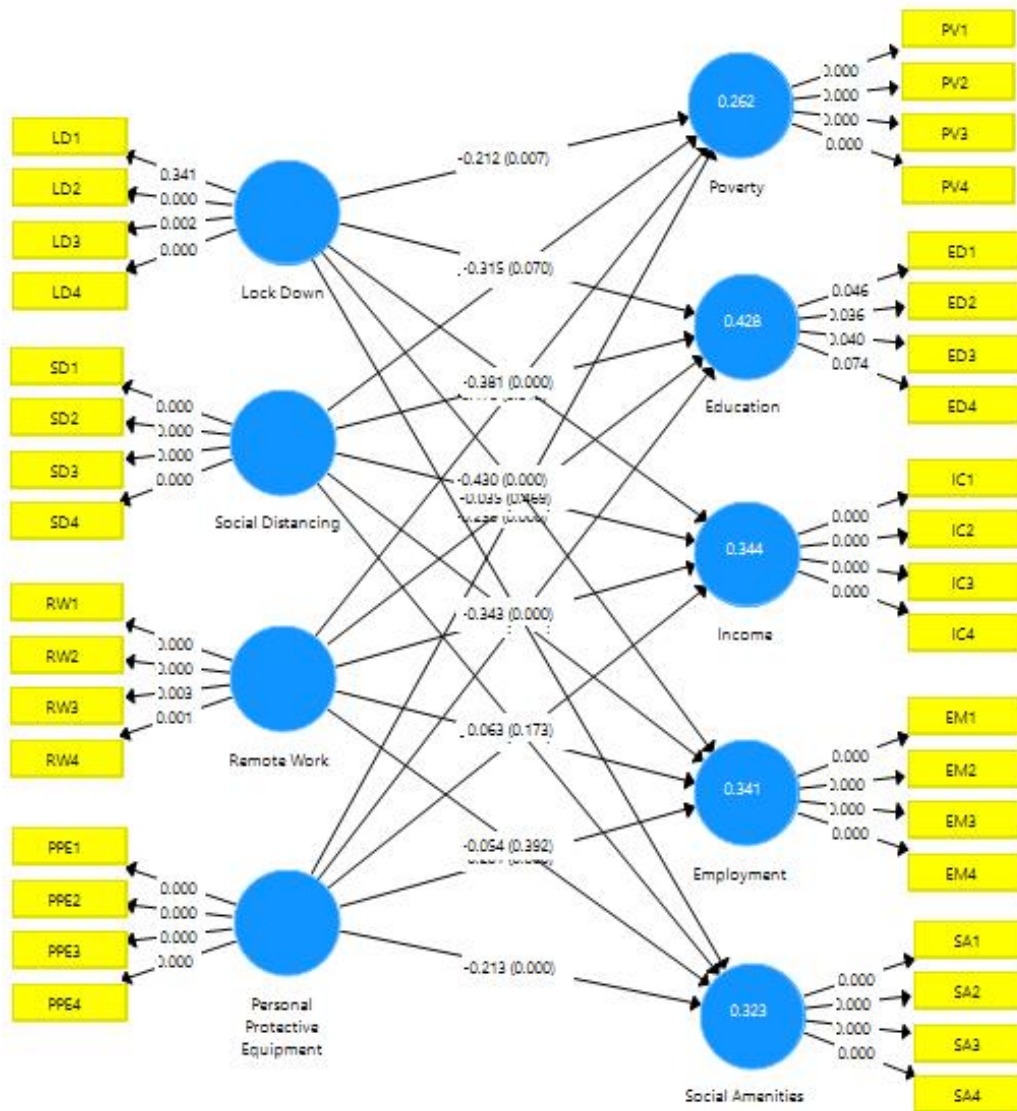 PV1
PV2
PV3
PV4
0.000
0.000
0.000
0.000
0.262
Poverty
LD1
LD2
LD3
LD4
0.341
0.000
0.002
0.000
Lock Down
-0.212 (0.007)
ED1
ED2
ED3
ED4
0.046
0.036
0.040
0.074
0.428
Education
-0.315 (0.070)
SD1
SD2
SD3
SD4
0.000
0.000
0.000
0.000
Social Distancing
-0.381 (0.000)
-0.430 (0.000)
-0.035 (0.469)
IC1
IC2
IC3
IC4
0.000
0.000
0.000
0.000
0.344
Income
RW1
RW2
RW3
RW4
0.000
0.000
0.003
0.001
Remote Work
-0.343 (0.000)
0.063 (0.173)
EM1
EM2
EM3
EM4
0.000
0.000
0.000
0.000
0.341
Employment
PPE1
PPE2
PPE3
PPE4
0.000
0.000
0.000
0.000
Personal
Protective
Equipment
-0.054 (0.392)
-0.213 (0.000)
SA1
SA2
SA3
SA4
0.000
0.000
0.000
0.000
0.323
Social Amenities